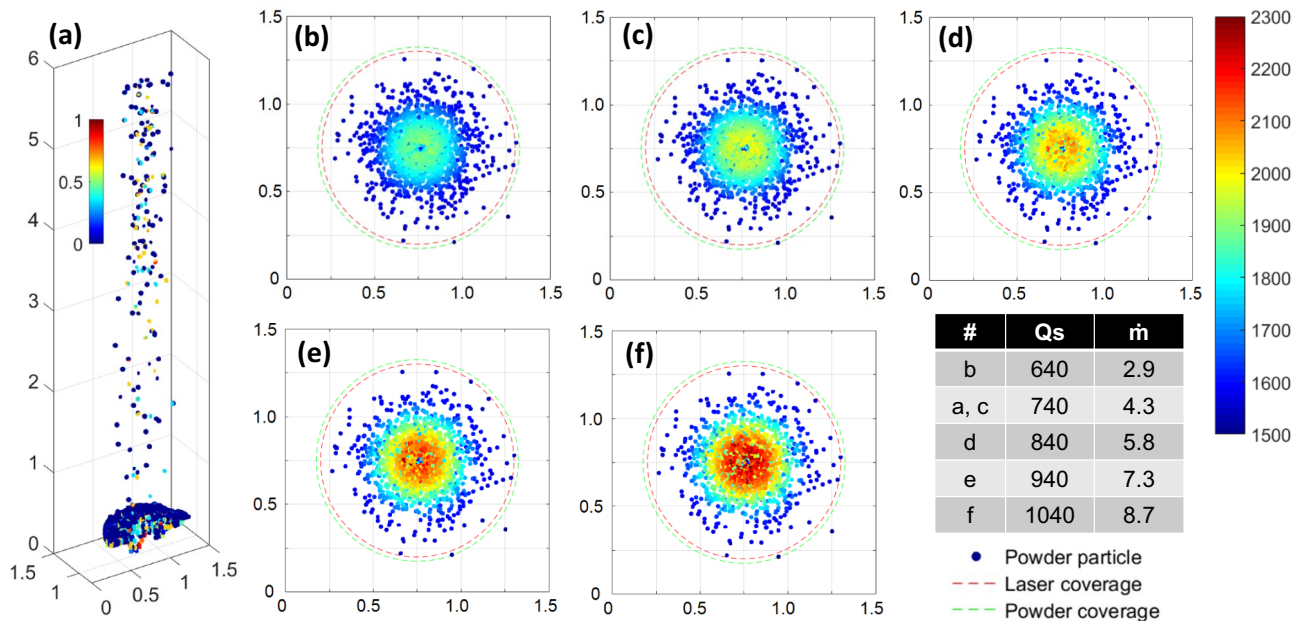 (a)
6
5
4
3
2
1
0
1
0.5
0
1.5
1
0
0.5
1
1.5
(b)
1.5
1.0
0.5
0
0 0.5 1.0 1.5
(c)
1.5
1.0
0.5
0
0 0.5 1.0 1.5
(d)
1.5
1.0
0.5
0
0 0.5 1.0 1.5
2300
2200
2100
2000
1900
1800
1700
1600
1500
(e)
1.5
1.0
0.5
0
0 0.5 1.0 1.5
(f)
1.5
1.0
0.5
0
0 0.5 1.0 1.5
# Qs ṁ
b 640 2.9
a, c 740 4.3
d 840 5.8
e 940 7.3
f 1040 8.7
Powder particle
Laser coverage
Powder coverage